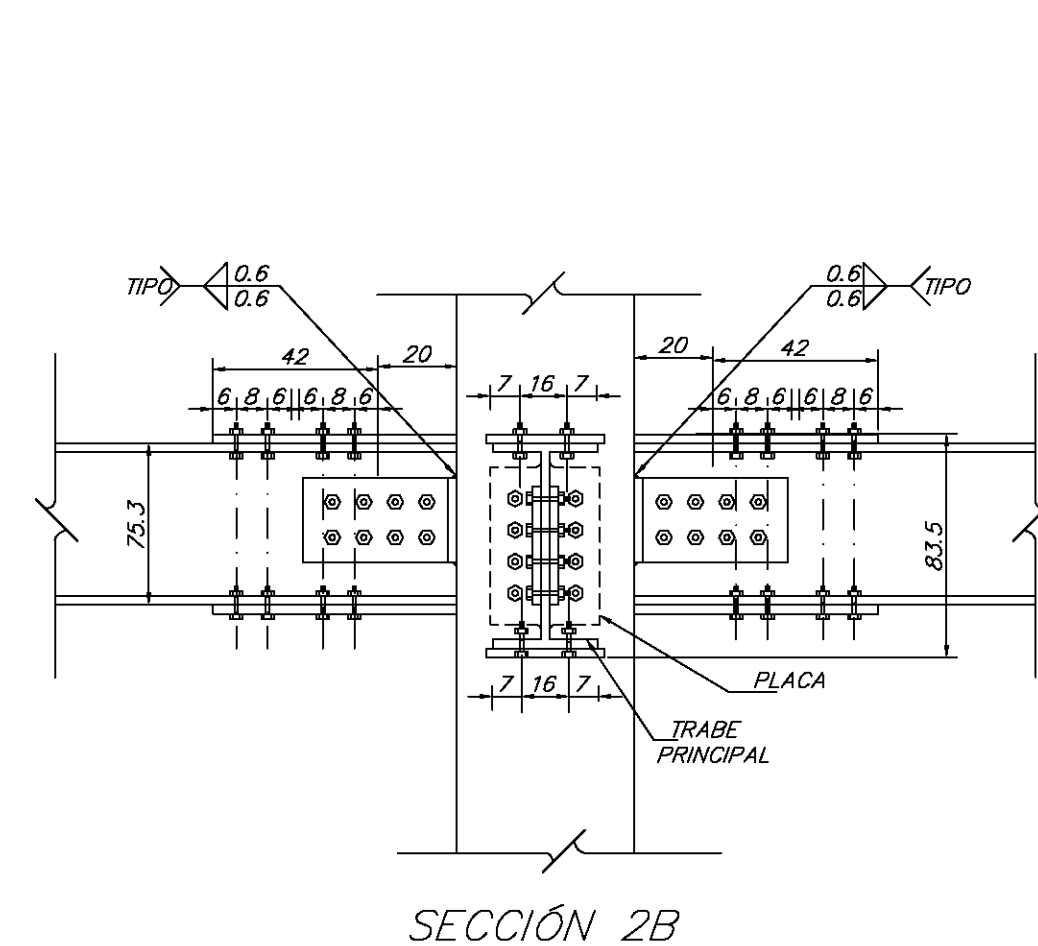 TIPO 0.6 0.6 TIPO
0.6 0.6
42 20 20 42
7 16 7
6 8 6 6 8 6 6 8 6 6 8 6
75.3
83.5
7 16 7
PLACA
TRABE
PRINCIPAL
SECCIÓN 2B